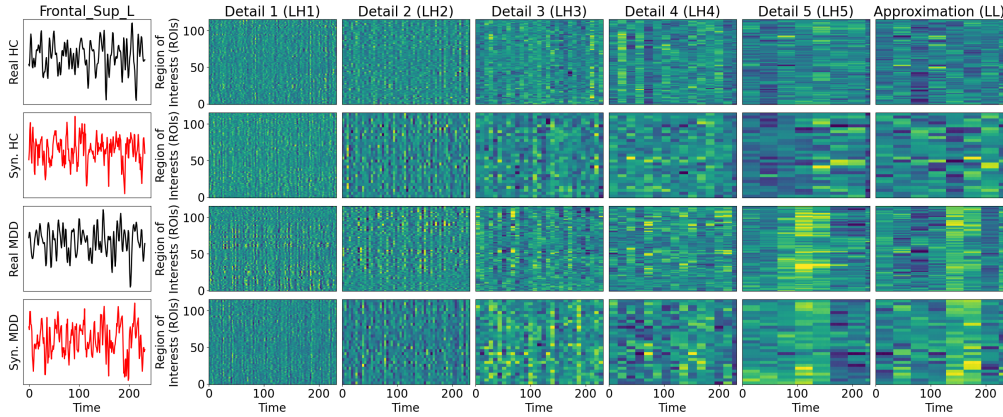 Frontal_Sup_L Detail 1 (LH1) Detail 2 (LH2) Detail 3 (LH3) Detail 4 (LH4) Detail 5 (LH5) Approximation (LL)
Real HC
Region of
Interests (ROIs)
100
50
0
Syn. HC
Region of
Interests (ROIs)
100
50
0
Real MDD
Region of
Interests (ROIs)
100
50
0
Syn. MDD
Region of
Interests (ROIs)
100
50
0
0 100 200 0 100 200 0 100 200 0 100 200 0 100 200 0 100 200 0 100 200
Time Time Time Time Time Time Time